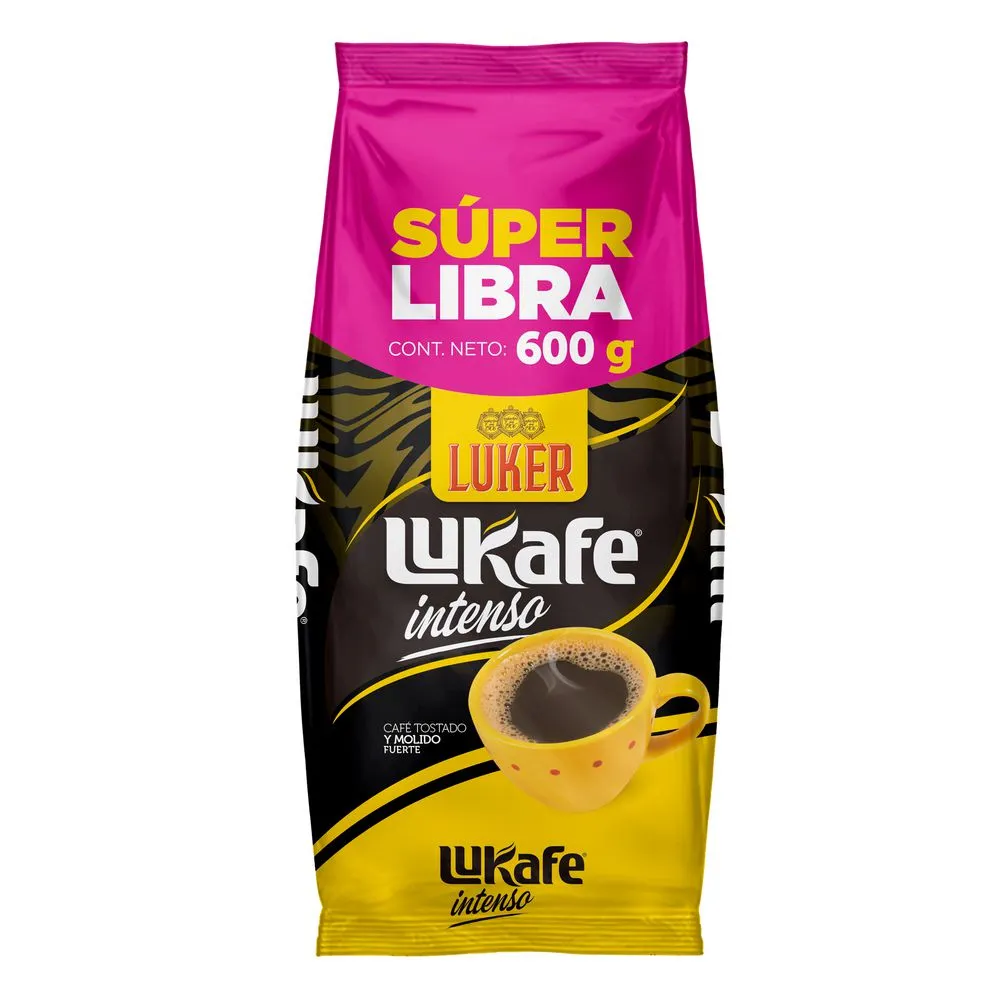 SÚPER
LIBRA
CONT. NETO: 600 g
LUKER
LUKafe®
intenso
CAFÉ TOSTADO
Y MOLIDO
FUERTE
LUKafe
intenso